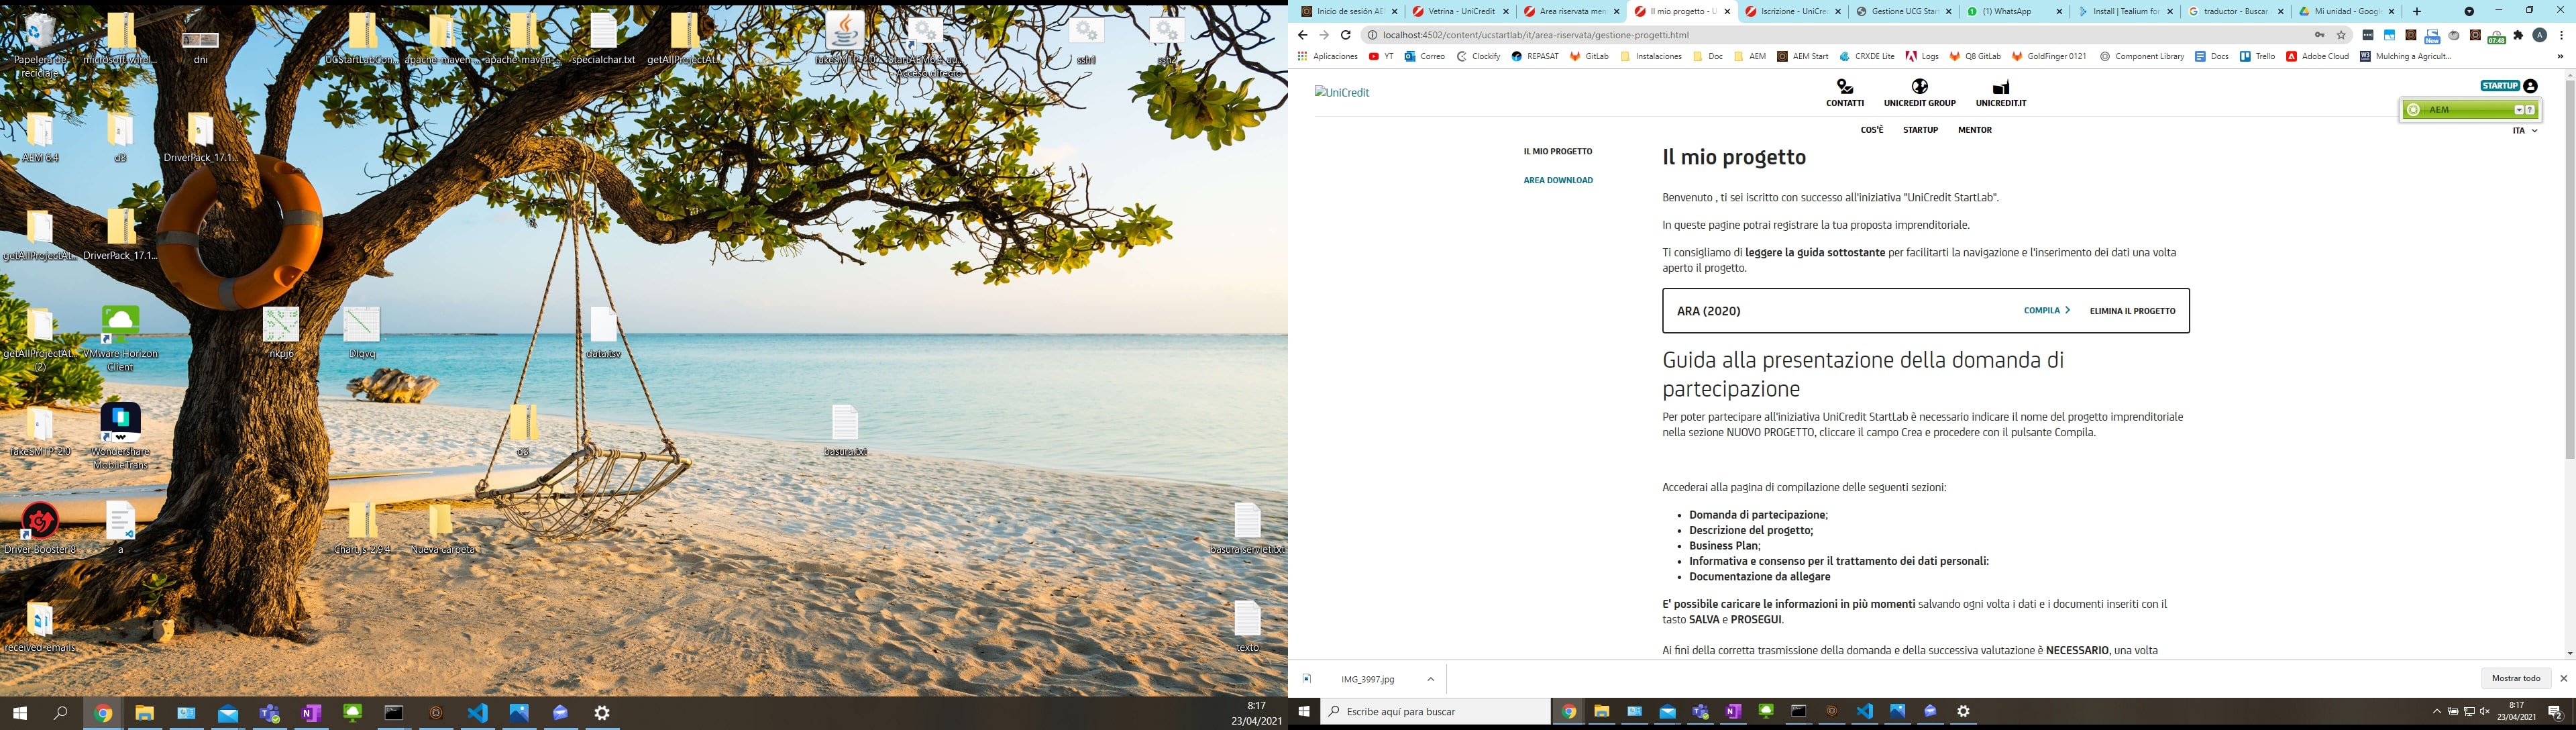 Papelera de
reciclaje
microsoft-wirel...
dni
UGStartLabCon...
apache-maven-...
apache-maven-...
-specialchar.txt
getAllProjectAt...
fakeSMTP-2.0...
Acceso directo
ssh1
ssh2
AEM 6.4
d8
DriverPack_17.1...
getAllProjectAt...
DriverPack_17.1...
getAllProjectAt...
(2)
VMware Horizon
Client
nkpj6
Dlqvq
data.tsv
fakeSMTP-2.0
Wondershare
MobileTrans
q8
basura.txt
Driver Booster 8
a
Chart.js-2.9.4
Nueva carpeta
basura serviet.txt
received-emails
texto
8:17
23/04/2021
Inicio de sesión AE
Vetrina - UniCredit
Area riservata men
Il mio progetto - U
Iscrizione - UniCre
Gestione UCG Star
(1) WhatsApp
Install | Tealium fo
traductor - Buscar
Mi unidad - Google
localhost:4502/content/ucstartlab/it/area-riservata/gestione-progetti.html
New
07:48
A
Aplicaciones
YT
Correo
Clockify
REPASAT
GitLab
Instalaciones
Doc
AEM
AEM Start
CRXDE Lite
Logs
Q8 GitLab
GoldFinger 0121
Component Library
Docs
Trello
Adobe Cloud
Mulching a Agricult...
»
UniCredit
CONTATTI
UNICREDIT GROUP
UNICREDIT.IT
STARTUP
AEM
?
COS'È
STARTUP
MENTOR
ITA
IL MIO PROGETTO
AREA DOWNLOAD
Il mio progetto
Benvenuto , ti sei iscritto con successo all'iniziativa "UniCredit StartLab".
In queste pagine potrai registrare la tua proposta imprenditoriale.
Ti consigliamo di leggere la guida sottostante per facilitarti la navigazione e l'inserimento dei dati una volta
aperto il progetto.
ARA (2020)
COMPILA
ELIMINA IL PROGETTO
Guida alla presentazione della domanda di
partecipazione
Per poter partecipare all'iniziativa UniCredit StartLab è necessario indicare il nome del progetto imprenditoriale
nella sezione NUOVO PROGETTO, cliccare il campo Crea e procedere con il pulsante Compila.
Accederai alla pagina di compilazione delle seguenti sezioni:
• Domanda di partecipazione;
• Descrizione del progetto;
• Business Plan;
• Informativa e consenso per il trattamento dei dati personali:
• Documentazione da allegare
E' possibile caricare le informazioni in più momenti salvando ogni volta i dati e i documenti inseriti con il
tasto SALVA e PROSEGUI.
Ai fini della corretta trasmissione della domanda e della successiva valutazione è NECESSARIO, una volta
IMG_3997.jpg
Mostrar todo
Escribe aquí para buscar
8:17
23/04/2021
2